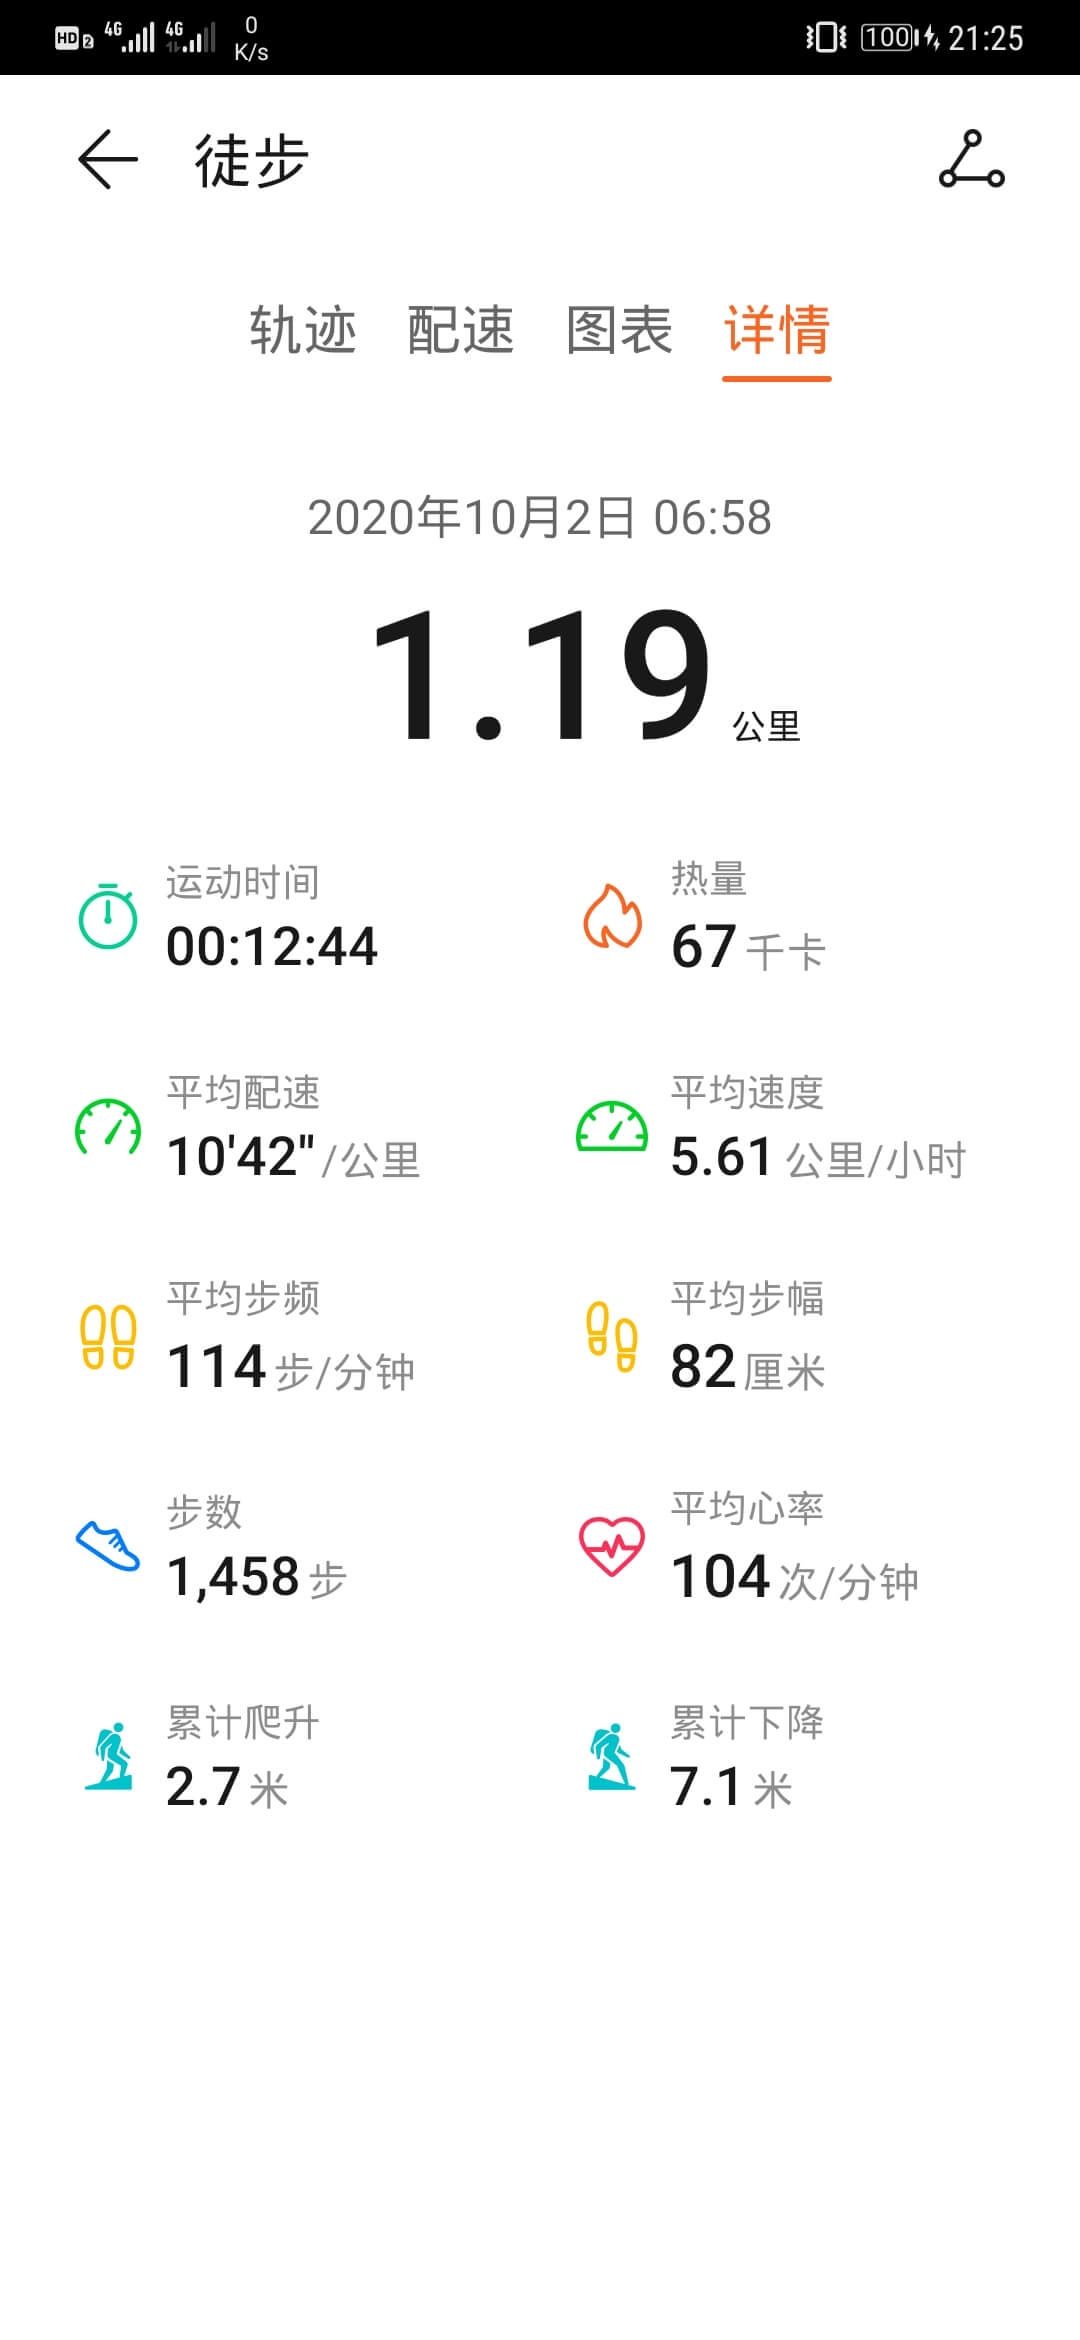 HD 2 4G 4G 0 K/s 100 21:25
徒步
轨迹 配速 图表 详情
2020年10月2日 06:58
1.19 公里
运动时间 热量
00:12:44 67 千卡
平均配速 平均速度
10'42" /公里 5.61 公里/小时
平均步频 平均步幅
114 步/分钟 82 厘米
步数 平均心率
1,458 步 104 次/分钟
累计爬升 累计下降
2.7 米 7.1 米